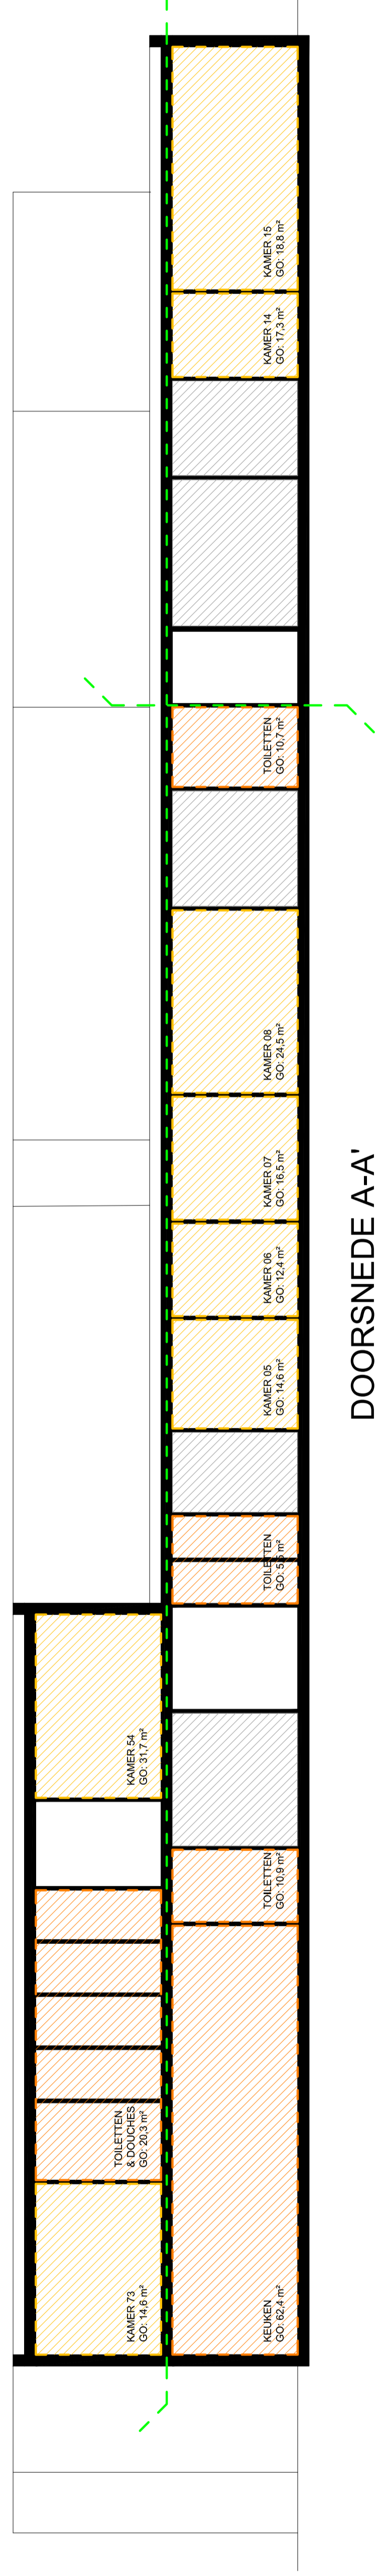 KAMER 73
GO: 14,6 m²
TOILETTEN
& DOUCHES
GO: 20,3 m²
KAMER 54
GO: 31,7 m²
KEUKEN
GO: 62,4 m²
TOILETTEN
GO: 10,9 m²
TOILETTEN
GO: m²
KAMER 05
GO: 14,6 m²
KAMER 06
GO: 12,4 m²
KAMER 07
GO: 16,5 m²
KAMER 08
GO: 24,5 m²
TOILETTEN
GO: 10,7 m²
KAMER 14
GO: 17,3 m²
KAMER 15
GO: 18,8 m²
DOORSNEDE A-A'